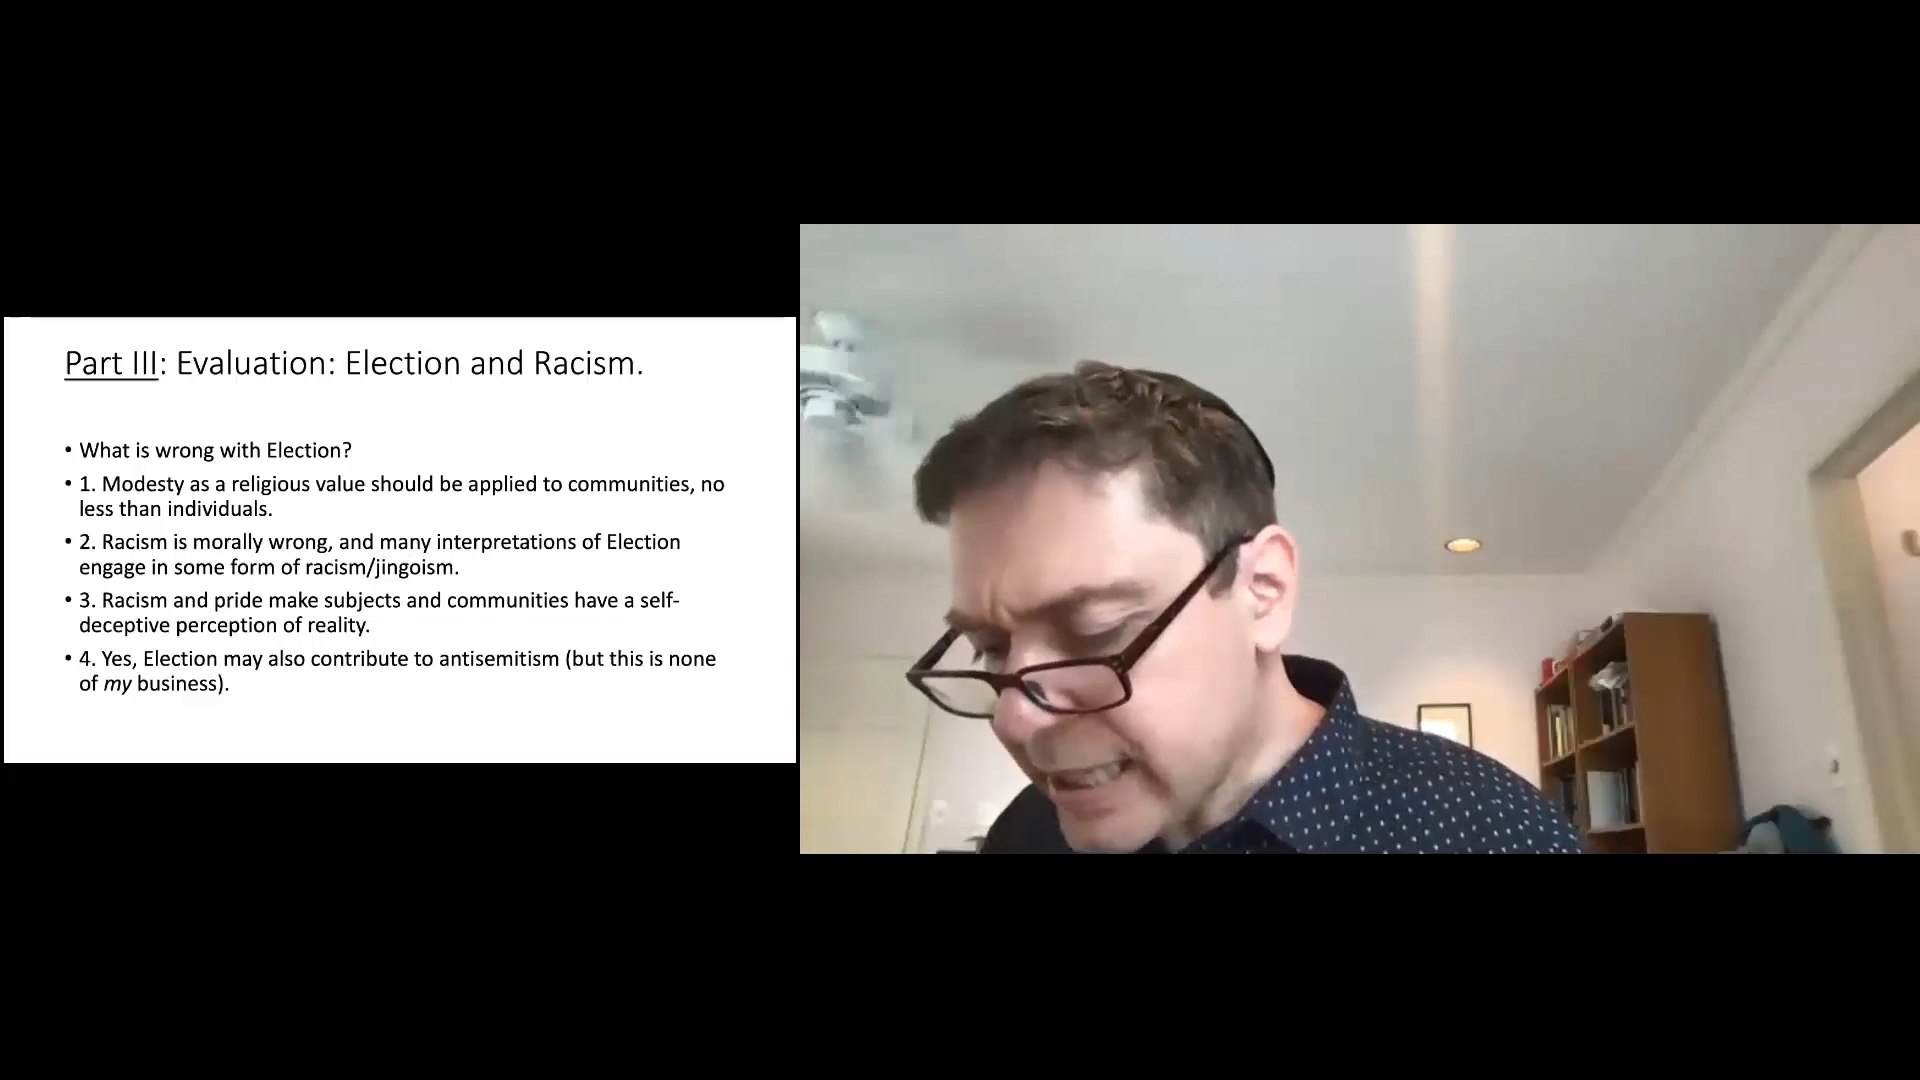 Part III: Evaluation: Election and Racism.
• What is wrong with Election?
• 1. Modesty as a religious value should be applied to communities, no
less than individuals.
• 2. Racism is morally wrong, and many interpretations of Election
engage in some form of racism/jingoism.
• 3. Racism and pride make subjects and communities have a self-
deceptive perception of reality.
• 4. Yes, Election may also contribute to antisemitism (but this is none
of my business).